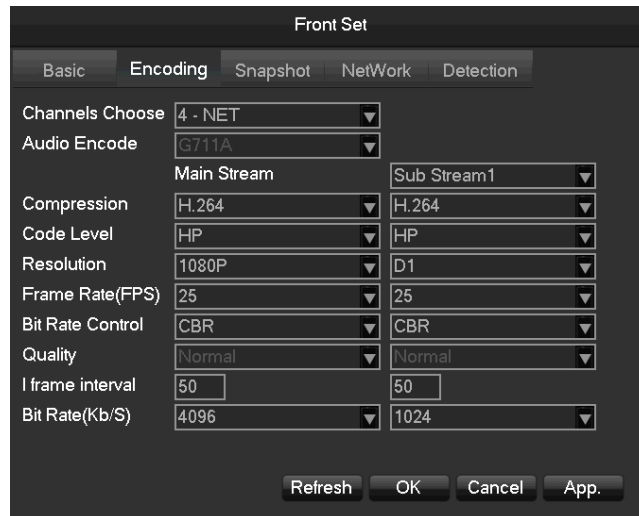 Front Set
Basic Encoding Snapshot NetWork Detection
Channels Choose 4 - NET
Audio Encode G711A
Main Stream Sub Stream1
Compression H.264 H.264
Code Level HP HP
Resolution 1080P D1
Frame Rate(FPS) 25 25
Bit Rate Control CBR CBR
Quality Normal Normal
I frame interval 50 50
Bit Rate(Kb/S) 4096 1024
Refresh OK Cancel App.